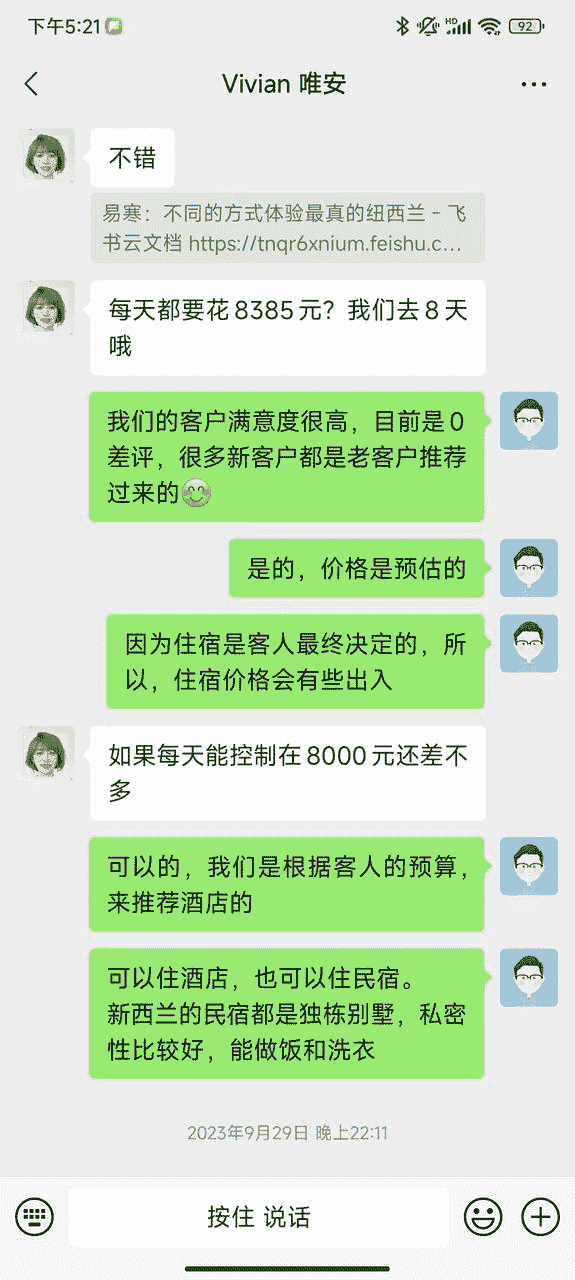 下午5:21
HD
92
Vivian 唯安
不错
易寒：不同的方式体验最真的纽西兰 - 飞
书云文档 https://tnqr6xnium.feishu.c...
每天都要花8385元？我们去8天
哦
我们的客户满意度很高，目前是0
差评，很多新客户都是老客户推荐
过来的😊
是的，价格是预估的
因为住宿是客人最终决定的，所
以，住宿价格会有些出入
如果每天能控制在8000元还差不
多
可以的，我们是根据客人的预算，
来推荐酒店的
可以住酒店，也可以住民宿。
新西兰的民宿都是独栋别墅，私密
性比较好，能做饭和洗衣
2023年9月29日 晚上22:11
按住 说话